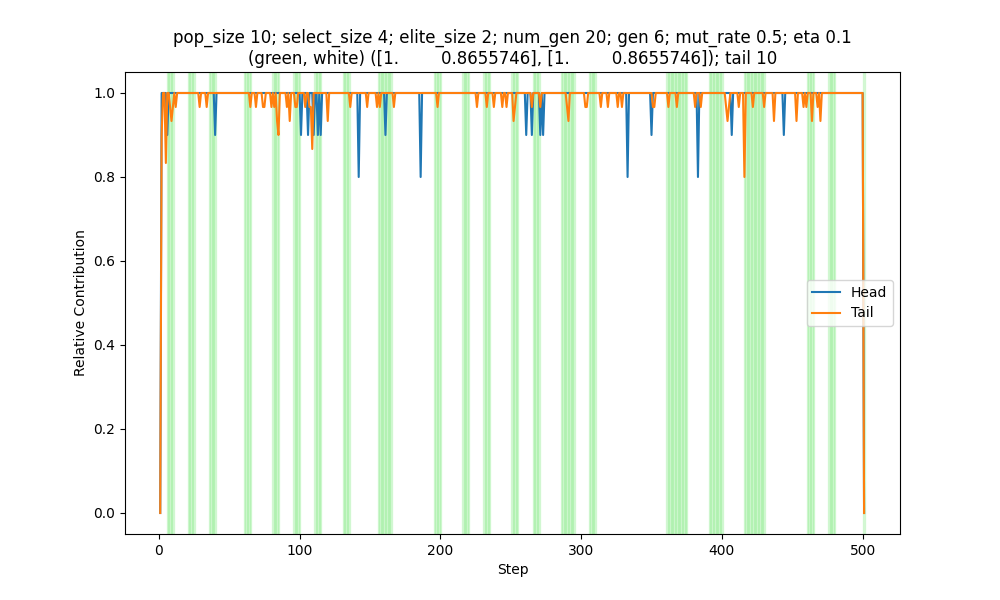 pop_size 10; select_size 4; elite_size 2; num_gen 20; gen 6; mut_rate 0.5; eta 0.1
(green, white) ([1.         0.8655746], [1.         0.8655746]); tail 10
Relative Contribution
1.0
0.8
0.6
0.4
0.2
0.0
Head
Tail
0
100
200
300
400
500
Step